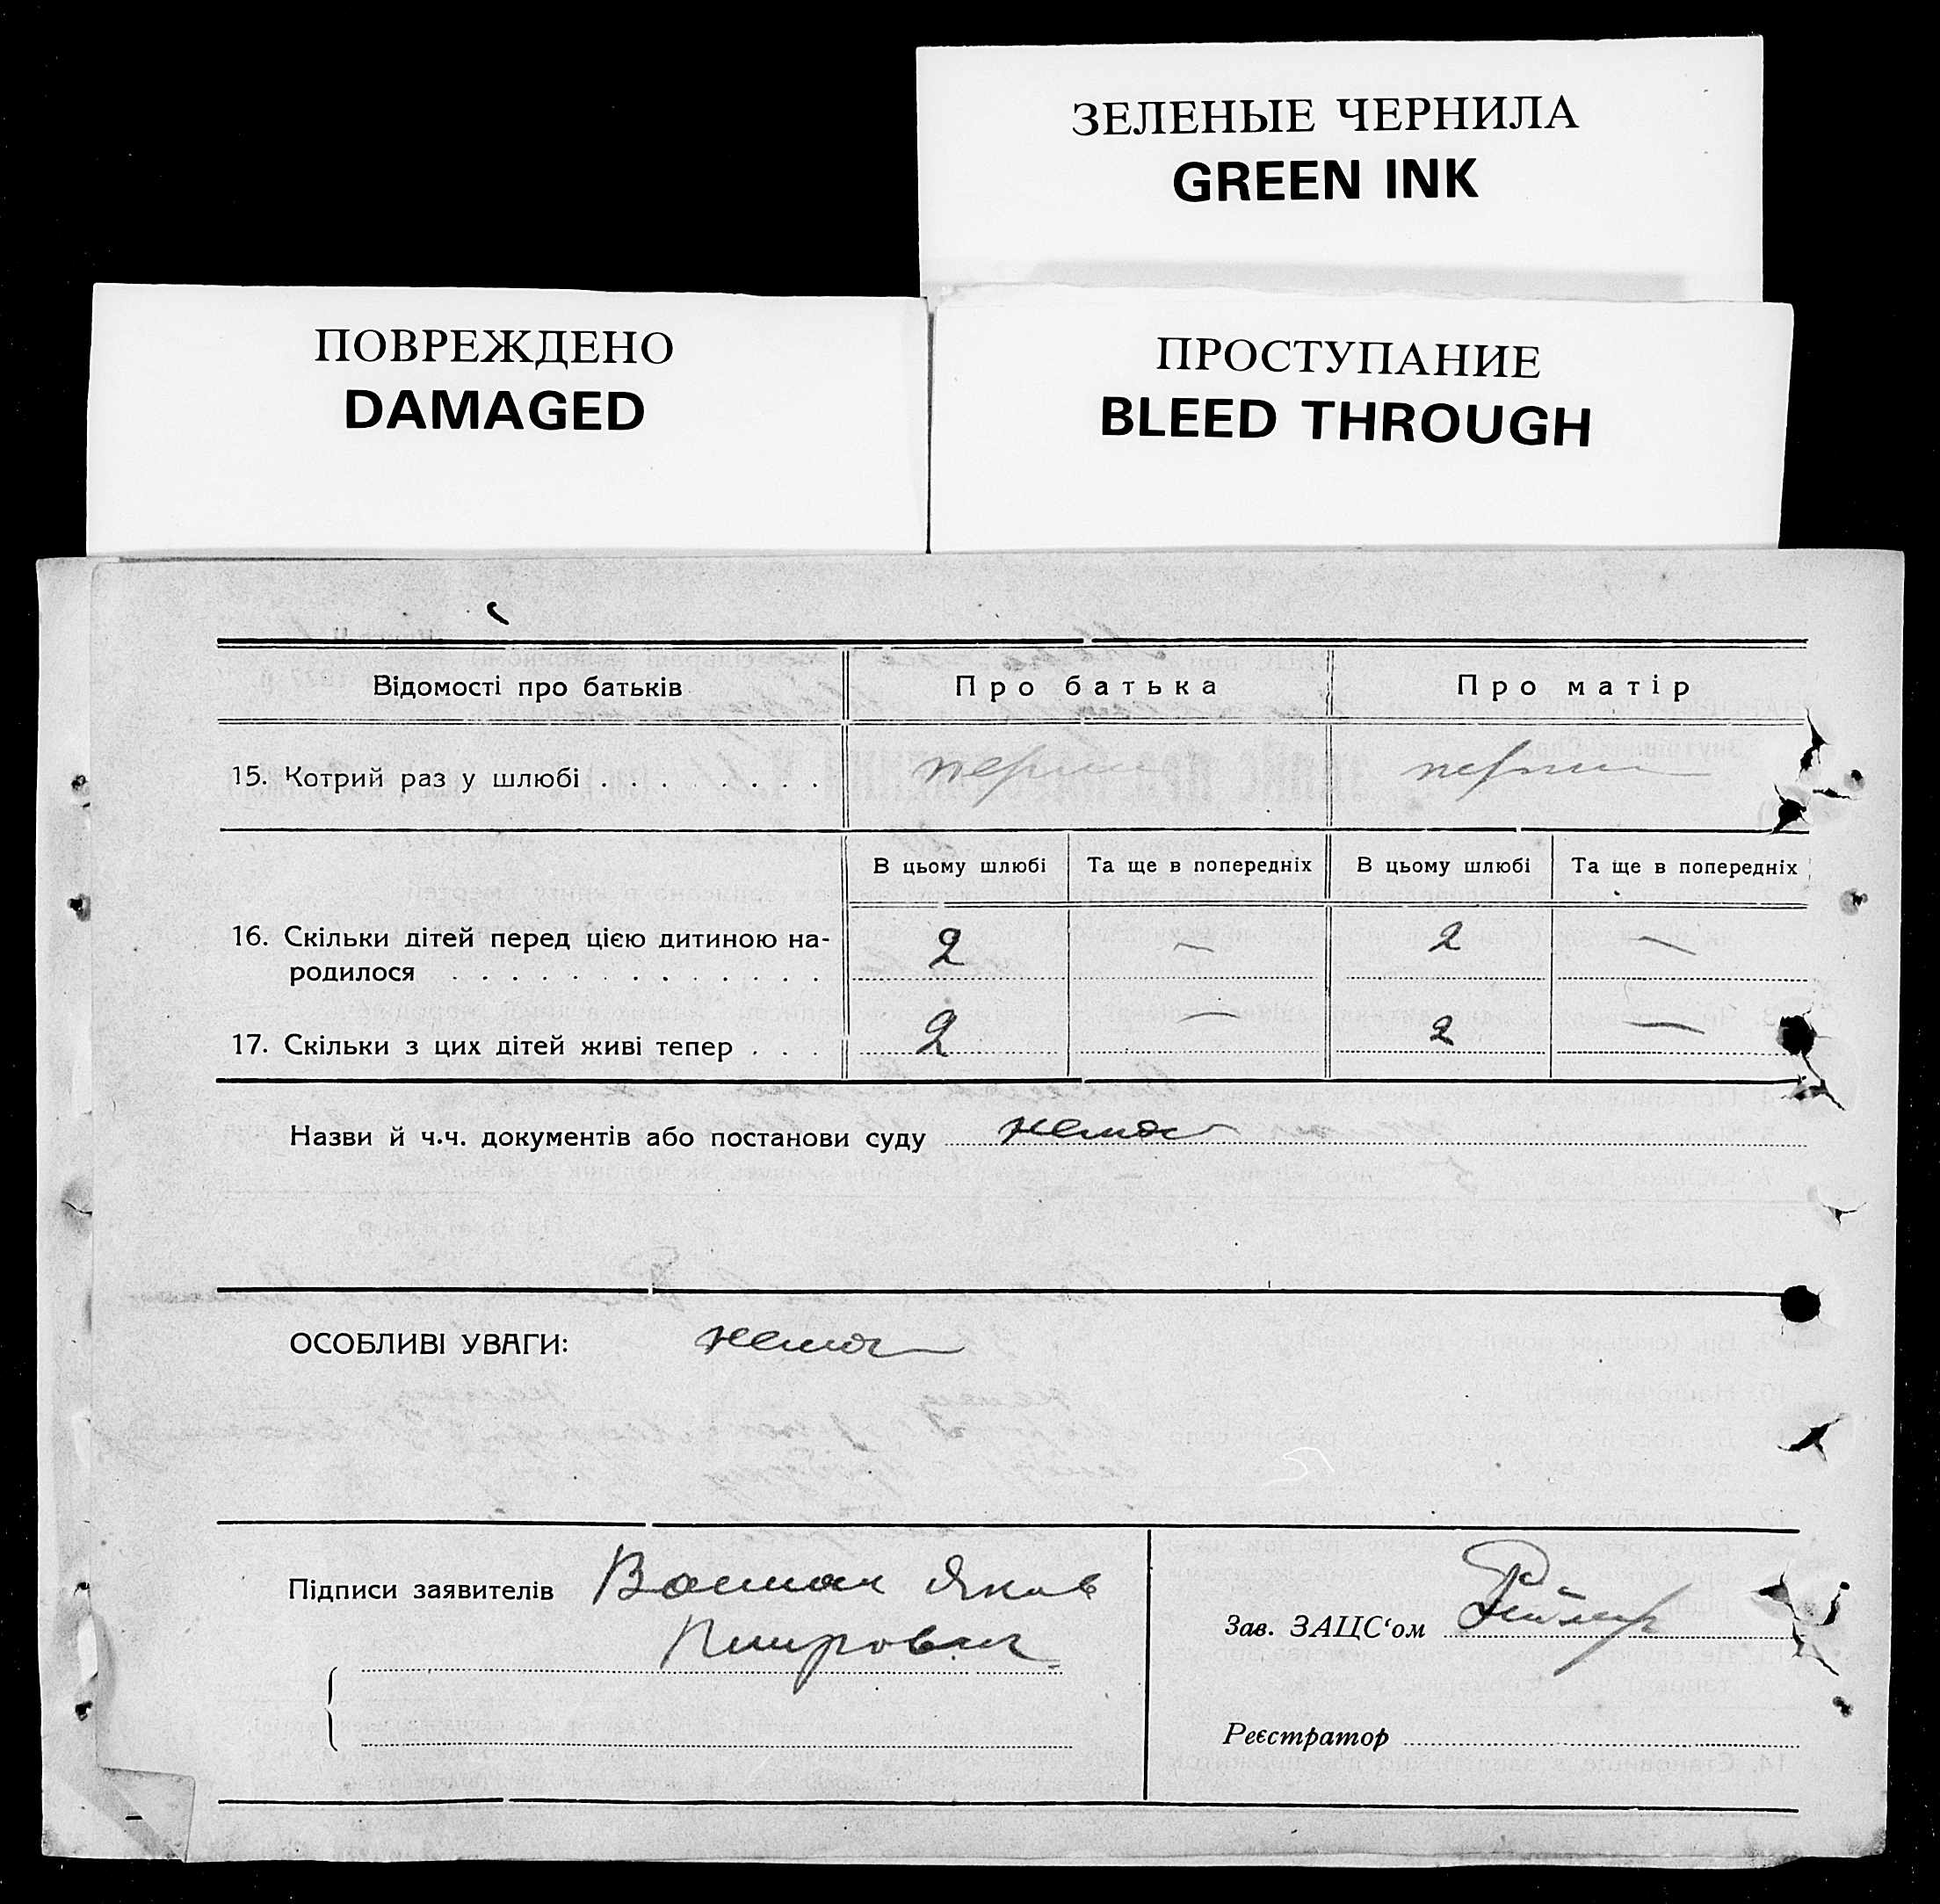 ЗЕЛЕНЫЕ ЧЕРНИЛА
GREEN INK
ПОВРЕЖДЕНО
DAMAGED
ПРОСТУПАНИЕ
BLEED THROUGH
Відомості про батьків Про батька Про матір
15. Котрий раз у шлюбі . . . . . . . .
В цьому шлюбі Та ще в попередніх В цьому шлюбі Та ще в попередніх
16. Скільки дітей перед цією дитиною на- 2 — 2 —
родилося . . . . . . . . . . . . .
17. Скільки з цих дітей живі тепер . . . 2 — 2 —
Назви й ч.ч. документів або постанови суду нема
ОСОБЛИВІ УВАГИ: нема
Підписи заявителів Яков
Зав. ЗАЦС‘ом
Реєстратор